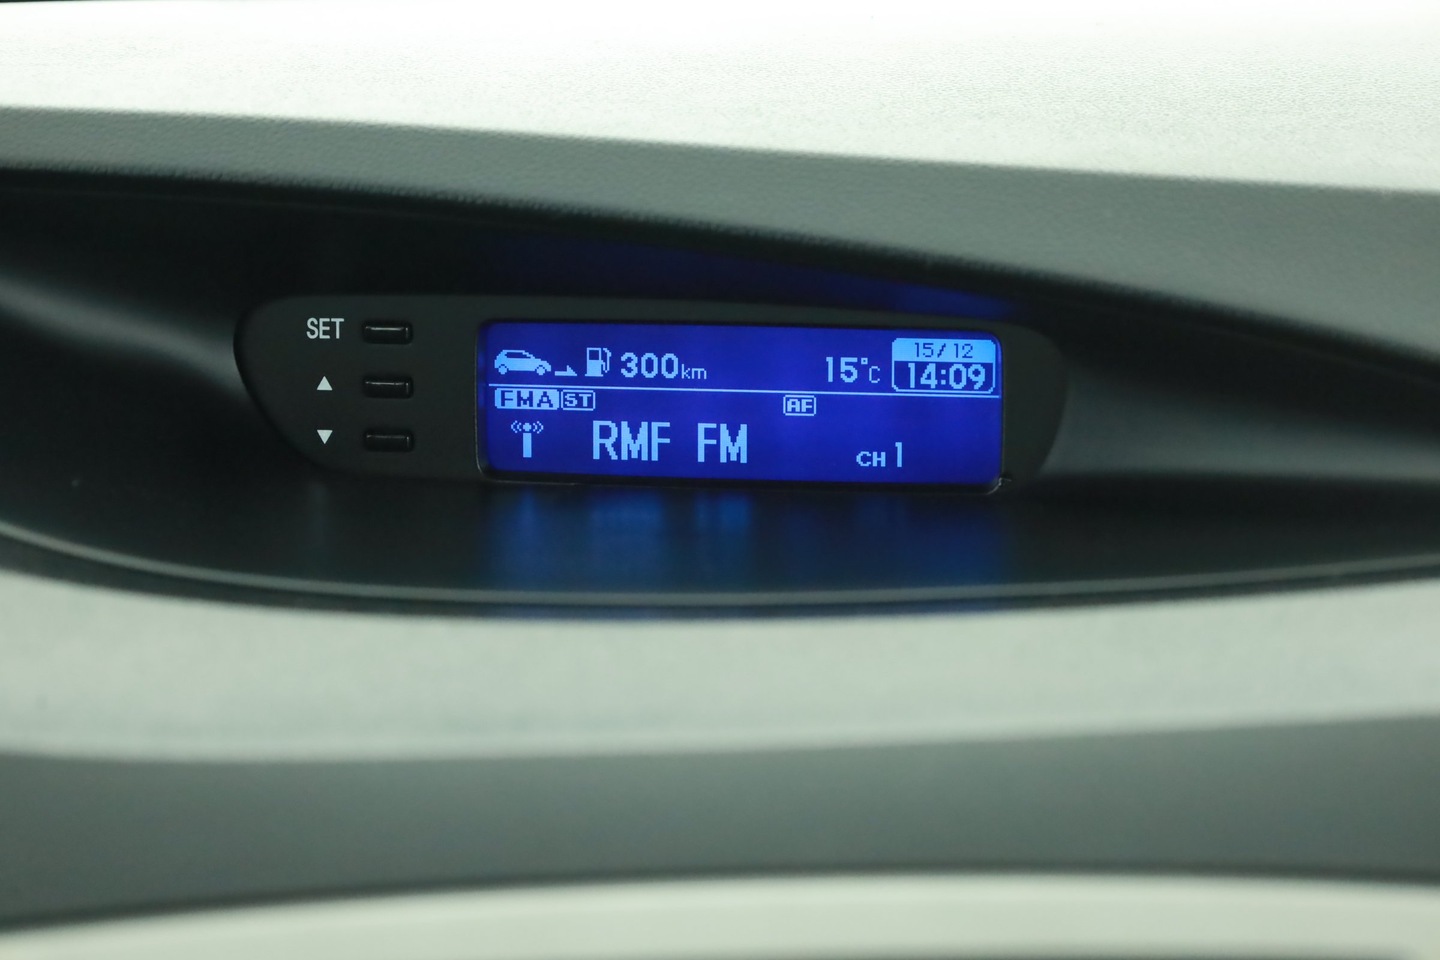 SET
300km 15°C 15/12
14:09
FMA ST AF
RMF FM CH 1